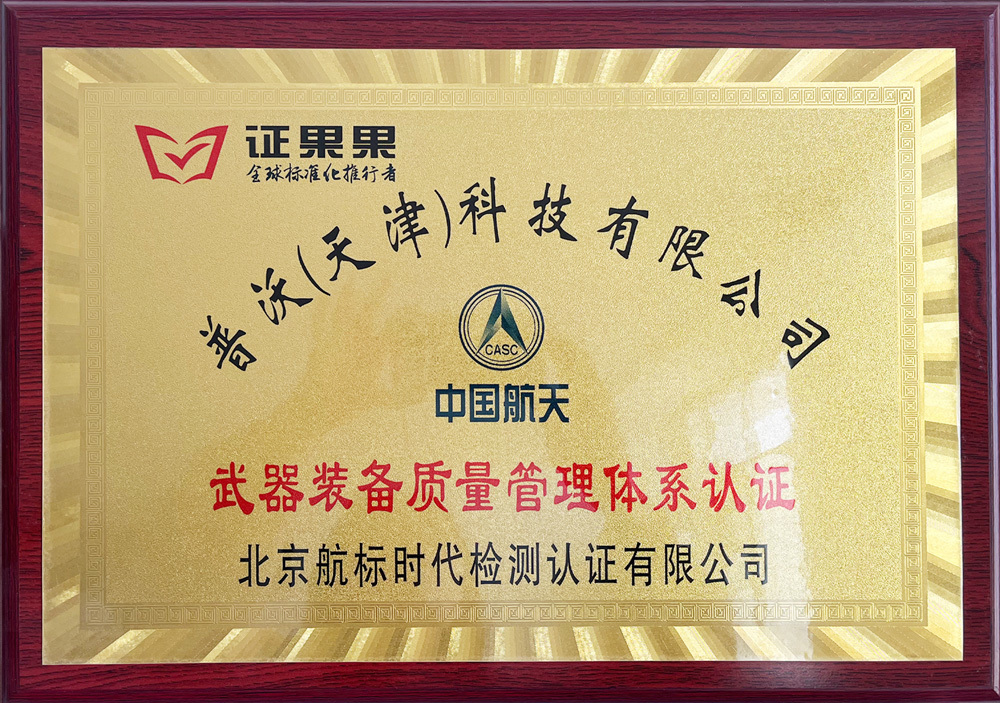 证果果
全球标准化推行者
普沃(天津)科技有限公司
CASC
中国航天
武器装备质量管理体系认证
北京航标时代检测认证有限公司